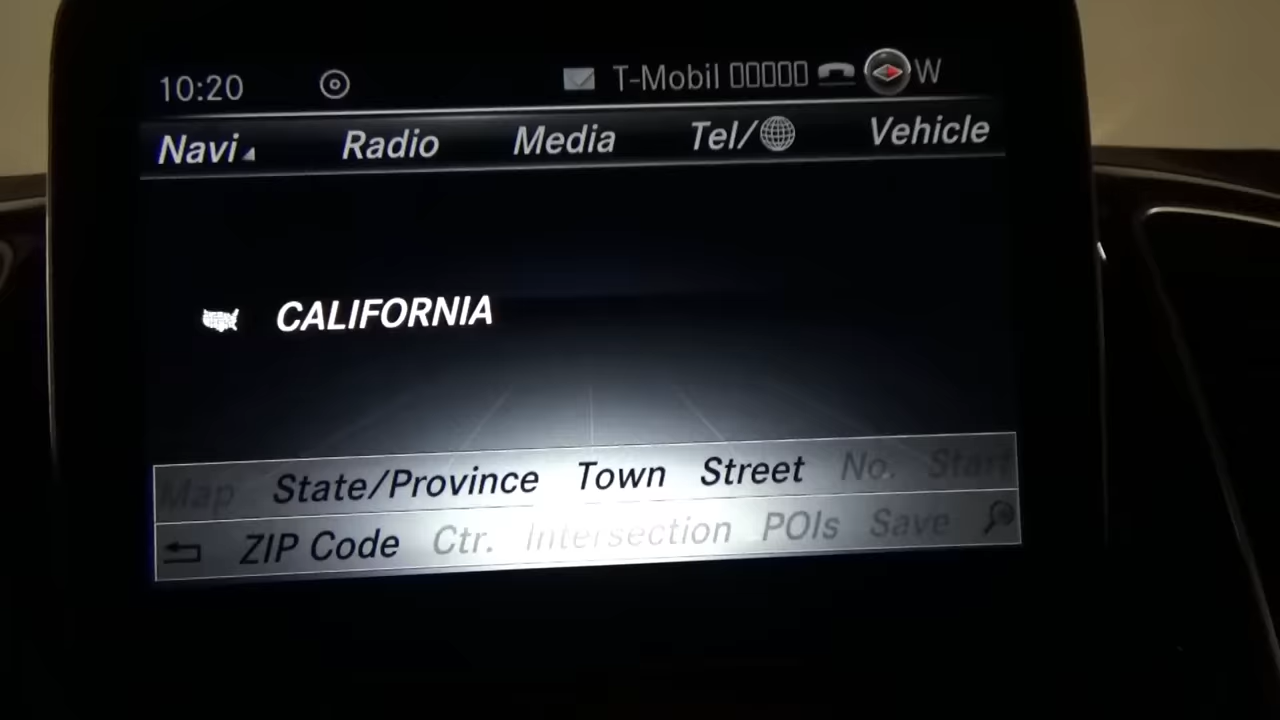 10:20 T-Mobil W
Navi Radio Media Tel/ Vehicle
CALIFORNIA
Map State/Province Town Street No. Start
ZIP Code Ctr. Intersection POIs Save